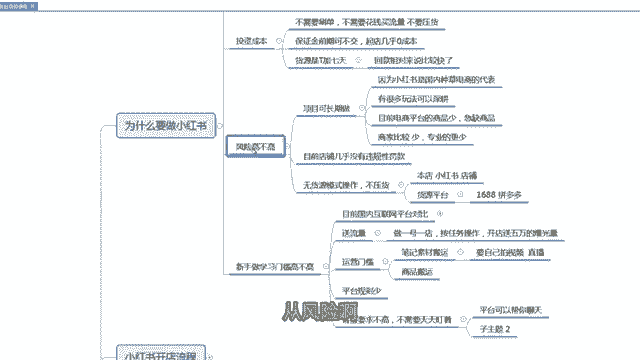 不需要刷单，不需要花钱买流量 不要压货
投资成本
保证金前期可不交，起店几乎0成本
货源是T加七天
回款相对来说比较快了
为什么要做小红书
风险高不高
项目可长期做
因为小红书是国内种草电商的代表
有很多玩法可以深耕
目前电商平台的商品少，急缺商品
商家比较 少，专业的更少
目前店铺几乎没有违规性罚款
无货源模式操作，不压货
本店 小红书 店铺
货源平台
1688 拼多多
新手做学习门槛高不高
目前国内互联网平台对比
送流量
做一号一店，按任务操作，开店送五万的曝光量
运营门槛
笔记素材搬运
要自己拍视频 直播
商品搬运
平台规则少
要求不高，不需要天天盯着
平台可以帮你聊天
子主题 2
从风险啊
小红书开店流程